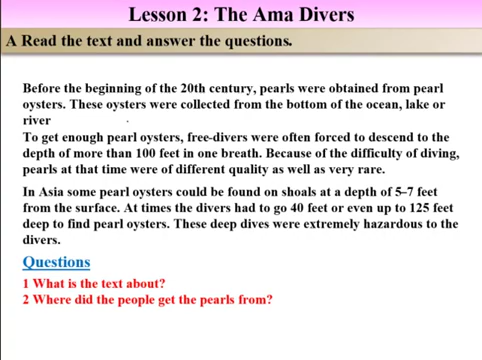 Lesson 2: The Ama Divers
A Read the text and answer the questions.
Before the beginning of the 20th century, pearls were obtained from pearl
oysters. These oysters were collected from the bottom of the ocean, lake or
river
To get enough pearl oysters, free-divers were often forced to descend to the
depth of more than 100 feet in one breath. Because of the difficulty of diving,
pearls at that time were of different quality as well as very rare.
In Asia some pearl oysters could be found on shoals at a depth of 5–7 feet
from the surface. At times the divers had to go 40 feet or even up to 125 feet
deep to find pearl oysters. These deep dives were extremely hazardous to the
divers.
Questions
1 What is the text about?
2 Where did the people get the pearls from?